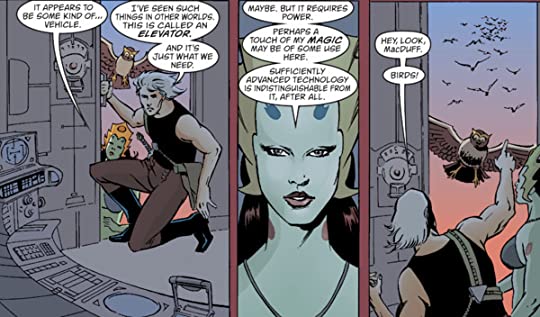 IT APPEARS TO
BE SOME KIND OF...
VEHICLE.
I'VE SEEN SUCH
THINGS IN OTHER WORLDS.
THIS IS CALLED AN
ELEVATOR.
AND IT'S
JUST WHAT WE
NEED.
MAYBE. BUT IT REQUIRES
POWER.
PERHAPS A
TOUCH OF MY MAGIC
MAY BE OF SOME USE
HERE.
SUFFICIENTLY
ADVANCED TECHNOLOGY
IS INDISTINGUISHABLE FROM
IT, AFTER ALL.
HEY, LOOK,
MACDUFF.
BIRDS!